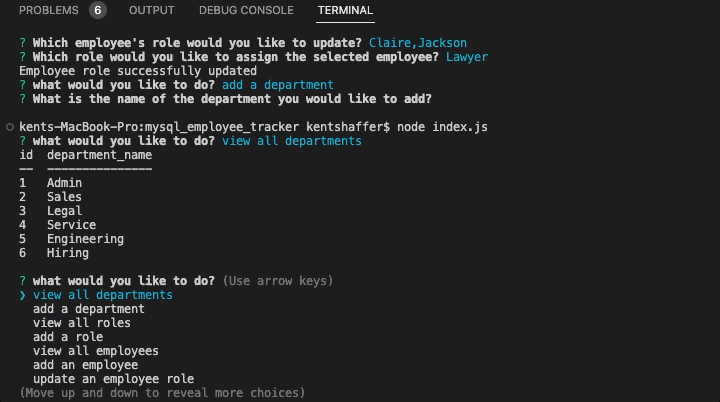 PROBLEMS 6 OUTPUT DEBUG CONSOLE TERMINAL
? Which employee's role would you like to update? Claire,Jackson
? Which role would you like to assign the selected employee? Lawyer
Employee role successfully updated
? what would you like to do? add a department
? What is the name of the department you would like to add?
kents-MacBook-Pro:mysql_employee_tracker kentshaffer$ node index.js
? what would you like to do? view all departments
id  department_name
--  ---------------
1   Admin
2   Sales
3   Legal
4   Service
5   Engineering
6   Hiring
? what would you like to do? (Use arrow keys)
❯ view all departments
  add a department
  view all roles
  add a role
  view all employees
  add an employee
  update an employee role
(Move up and down to reveal more choices)